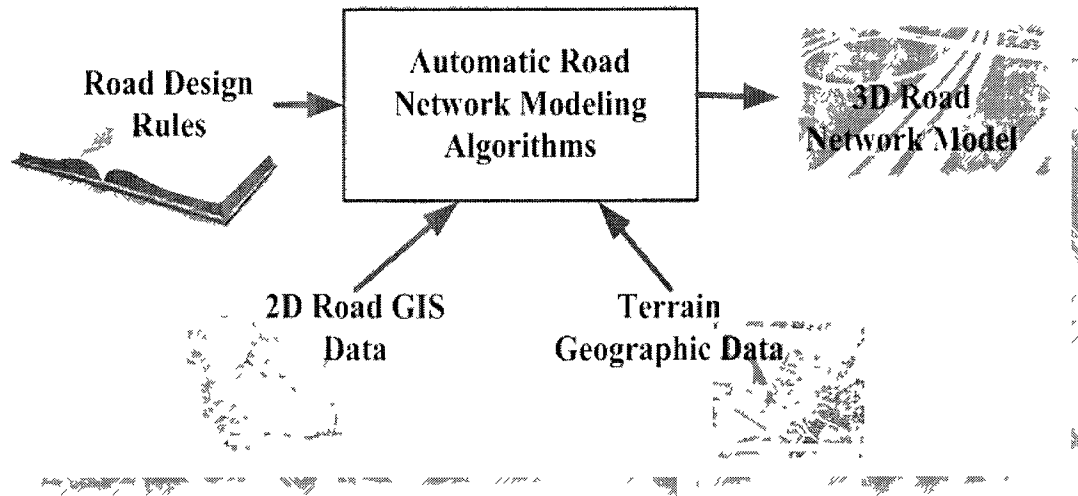 Road Design
Rules
Automatic Road
Network Modeling
Algorithms
3D Road
Network Model
2D Road GIS
Data
Terrain
Geographic Data